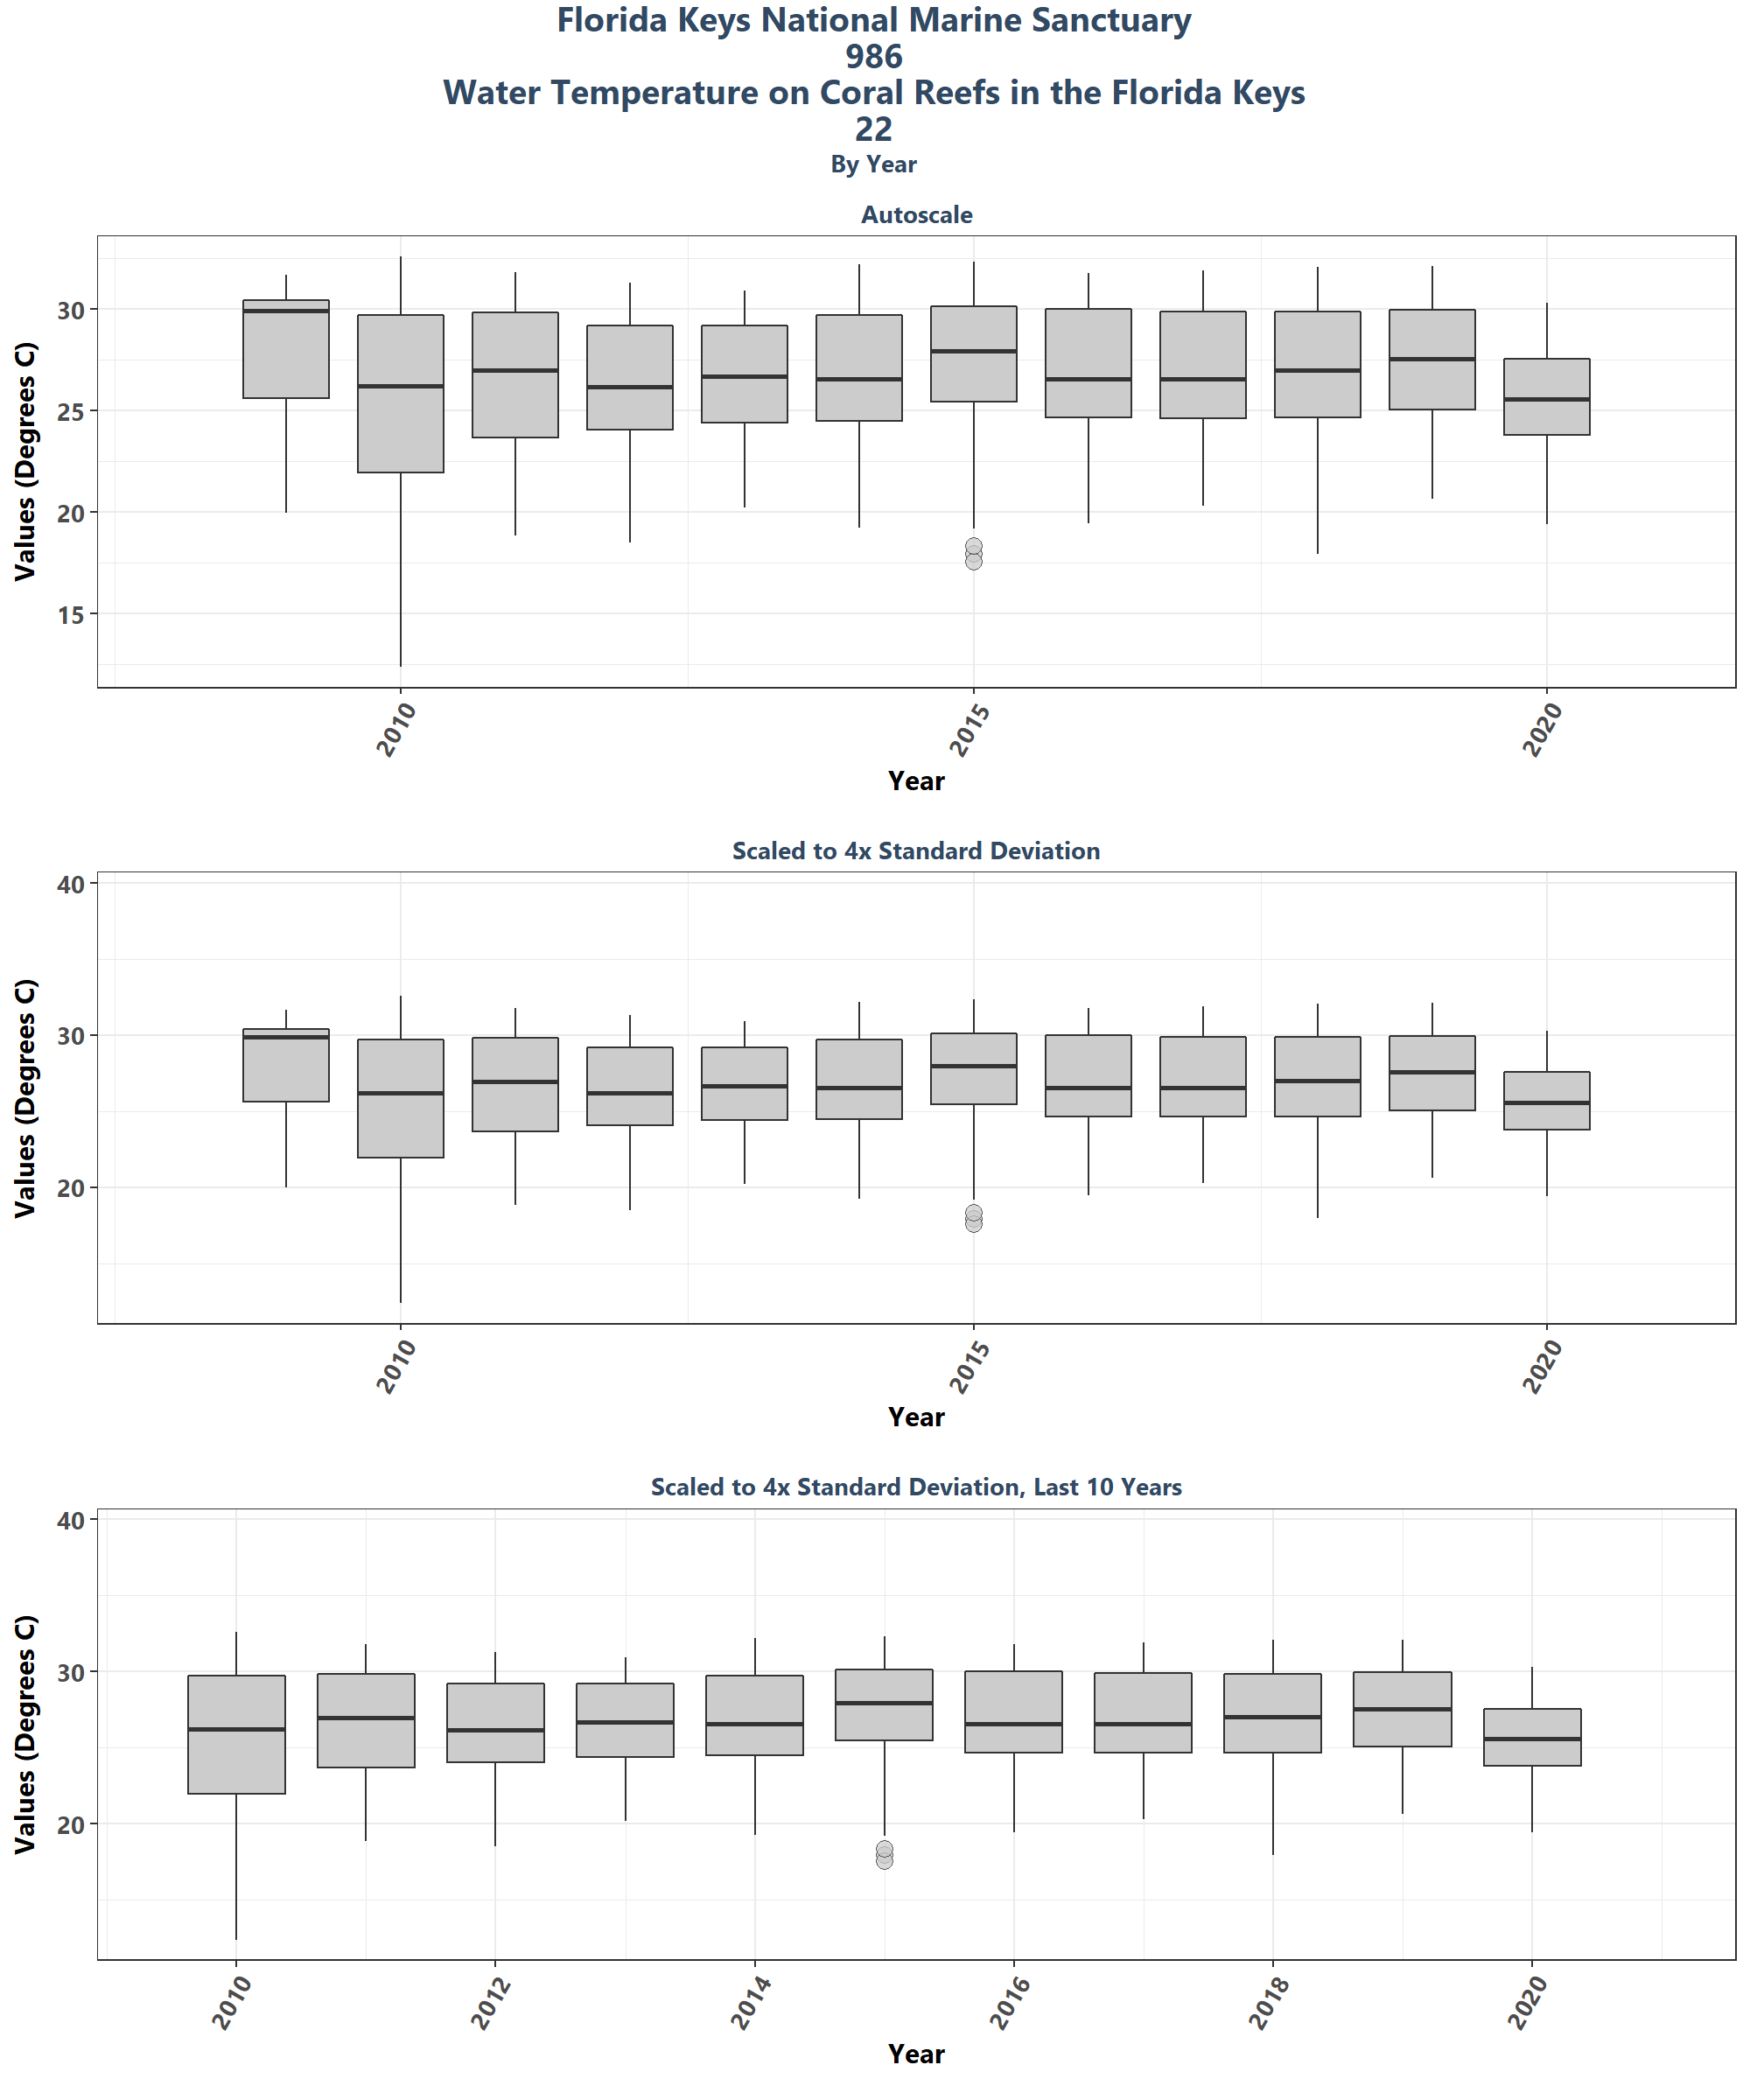 Florida Keys National Marine Sanctuary
986
Water Temperature on Coral Reefs in the Florida Keys
22
By Year
Autoscale
Values (Degrees C)
30
25
20
15
2010
2015
2020
Year
Scaled to 4x Standard Deviation
Values (Degrees C)
40
30
20
2010
2015
2020
Year
Scaled to 4x Standard Deviation, Last 10 Years
Values (Degrees C)
40
30
20
2010
2012
2014
2016
2018
2020
Year